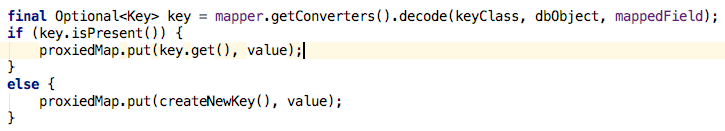 final Optional<Key> key = mapper.getConverters().decode(keyClass, dbObject, mappedField);
if (key.isPresent()) {
    proxiedMap.put(key.get(), value);
}
else {
    proxiedMap.put(createNewKey(), value);
}